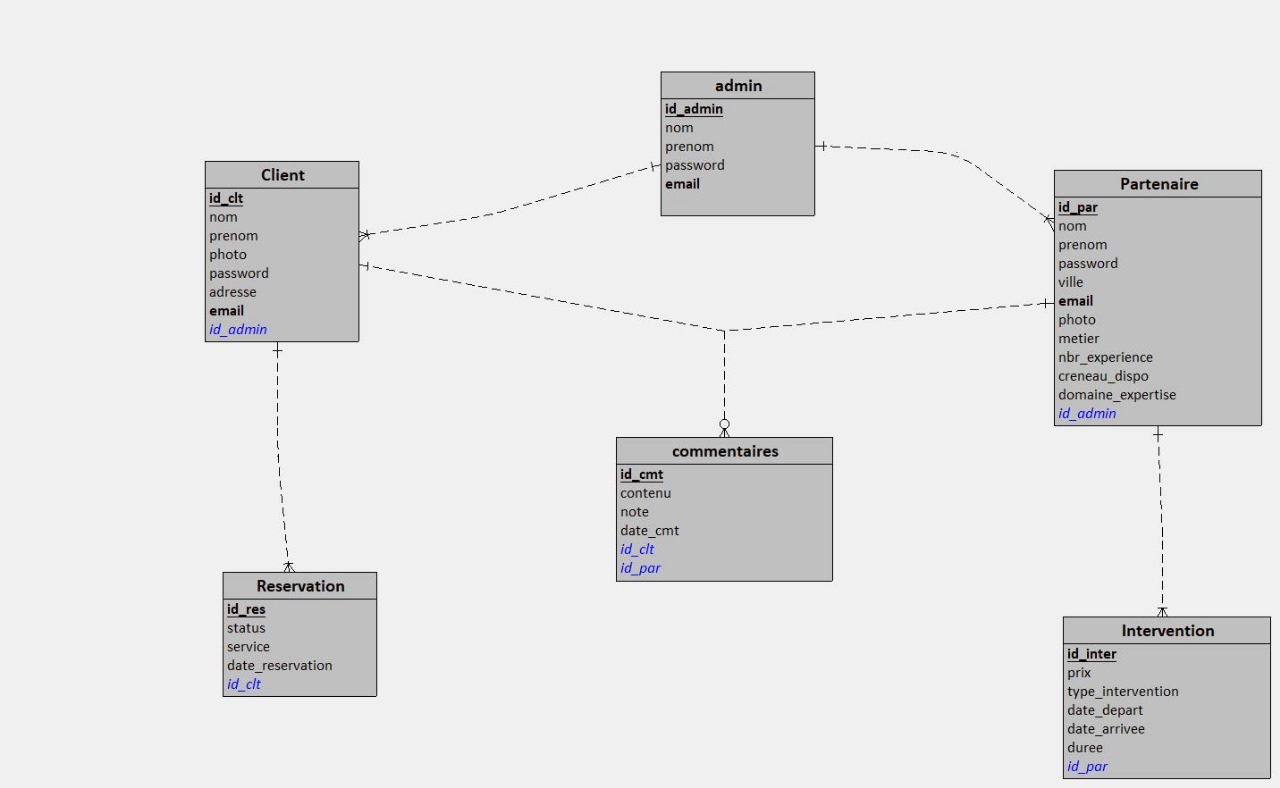 admin
id_admin
nom
prenom
password
email
Client
id_clt
nom
prenom
photo
password
adresse
email
id_admin
Partenaire
id_par
nom
prenom
password
ville
email
photo
metier
nbr_experience
creneau_dispo
domaine_expertise
id_admin
commentaires
id_cmt
contenu
note
date_cmt
id_clt
id_par
Reservation
id_res
status
service
date_reservation
id_clt
Intervention
id_inter
prix
type_intervention
date_depart
date_arrivee
duree
id_par